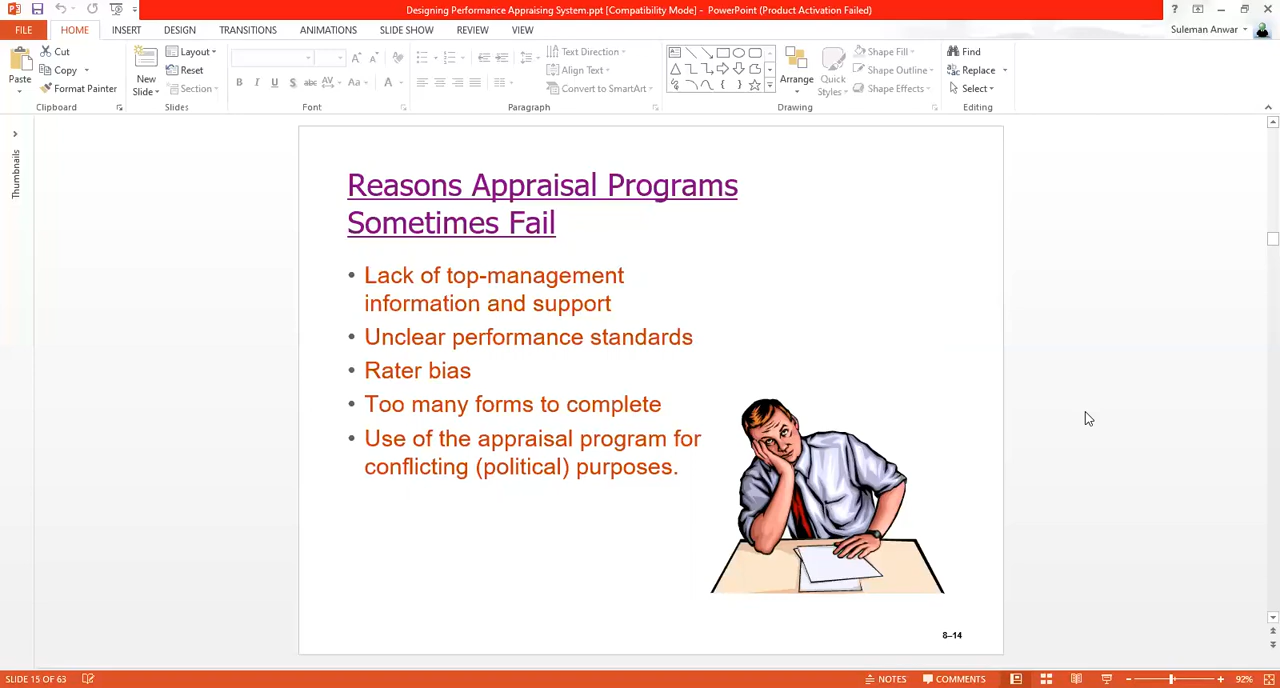 Designing Performance Appraising System.ppt [Compatibility Mode] - PowerPoint (Product Activation Failed)
FILE HOME INSERT DESIGN TRANSITIONS ANIMATIONS SLIDE SHOW REVIEW VIEW Suleman Anwar
Paste
Cut
Copy
Format Painter
Clipboard
New
Slide
Layout
Reset
Section
Slides
B I U S abc AV Aa A
Font
Paragraph
Text Direction
Align Text
Convert to SmartArt
Arrange
Quick
Styles
Shape Fill
Shape Outline
Shape Effects
Drawing
Find
Replace
Select
Editing
Thumbnails
Reasons Appraisal Programs
Sometimes Fail
• Lack of top-management
information and support
• Unclear performance standards
• Rater bias
• Too many forms to complete
• Use of the appraisal program for
conflicting (political) purposes.
8–14
SLIDE 15 OF 63 NOTES COMMENTS 92%